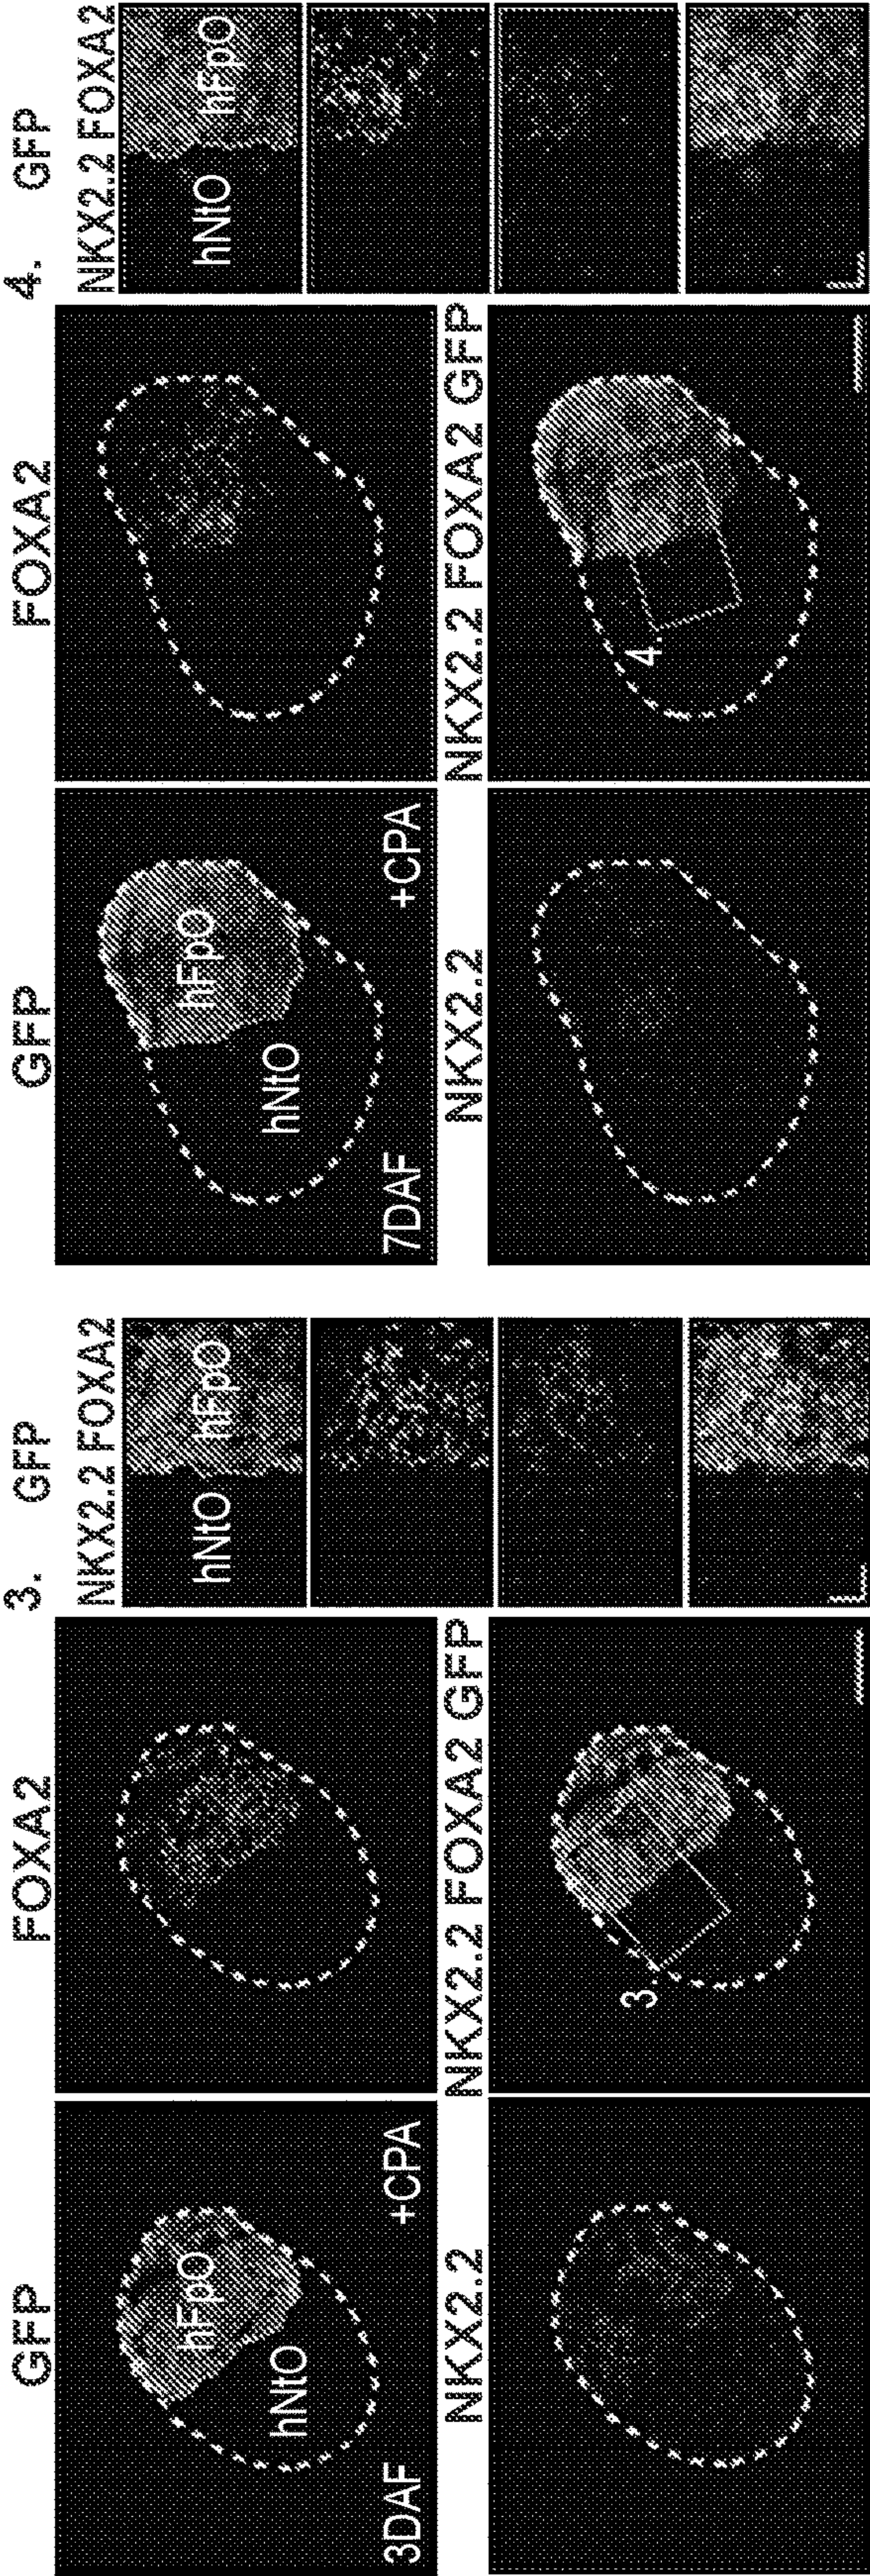 GFP
FOXA2
3. GFP
NKX2.2 FOXA2
hFpO
hNtO
3DAF
+CPA
hNtO
hFpO
NKX2.2
NKX2.2 FOXA2 GFP
3.
GFP
FOXA2
4. GFP
NKX2.2 FOXA2
hFpO
hNtO
7DAF
+CPA
hNtO
hFpO
NKX2.2
NKX2.2 FOXA2 GFP
4.